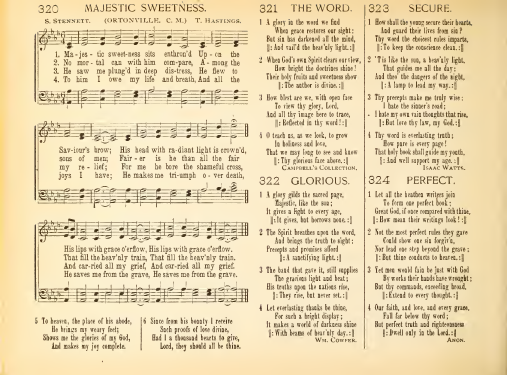 320 MAJESTIC SWEETNESS.
S. STENNETT. (ORTONVILLE, C. M.) T. HASTINGS.
1. Ma - jes - tic sweet-ness sits enthron'd Up - on the
2. No mor - tal can with him com-pare, A - mong the
3. He saw me plung'd in deep dis-tress, He flew to
4. To him I owe my life and breath, And all the
Sav-iour's brow; His head with ra-diant light is crown'd,
sons of men; Fair - er is he than all the fair
my re - lief; For me he bore the shameful cross,
joys I have; He makes me tri-umph o - ver death,
His lips with grace o'erflow, His lips with grace o'erflow.
That fill the heav'nly train, That fill the heav'nly train.
And carried all my grief, And carried all my grief.
He saves me from the grave, He saves me from the grave.
5 To heaven, the place of his abode,
He brings my weary feet;
Shows me the glories of my God,
And makes my joy complete.
6 Since from his bounty I receive
Such proofs of love divine,
Had I a thousand hearts to give,
Lord, they should all be thine.
321 THE WORD.
1 A glory in the word we find
When grace restores our sight;
But sin has darkened all the mind,
||: And vail'd the heav'nly light. :||
2 When God's own Spirit clears our view,
How bright the doctrines shine!
Their holy fruits and sweetness show
||: The author is divine. :||
3 How blest are we, with open face
To view thy glory, Lord,
And all thy image here to trace,
||: Reflected in thy word! :||
4 O teach us, as we look, to grow
In holiness and love,
That we may long to see and know
||: Thy glorious face above. :||
CAMPBELL'S COLLECTION.
322 GLORIOUS.
1 A glory gilds the sacred page,
Majestic, like the sun;
It gives a light to every age,
||: It gives, but borrows none. :||
2 The Spirit breathes upon the word,
And brings the truth to sight;
Precepts and promises afford
||: A sanctifying light. :||
3 The hand that gave it, still supplies
The gracious light and heat;
His truths upon the nations rise,
||: They rise, but never set. :||
4 Let everlasting thanks be thine,
For such a bright display;
It makes a world of darkness shine
||: With beams of heav'nly day. :||
WM. COWPER.
323 SECURE.
1 How shall the young secure their hearts,
And guard their lives from sin?
Thy word the choicest rules imparts,
||: To keep the conscience clean. :||
2 'Tis like the sun, a heav'nly light,
That guides me all the day;
And thro' the dangers of the night,
||: A lamp to lead my way. :||
3 Thy precepts make me truly wise;
I hate the sinner's road;
I hate my own vain thoughts that rise,
||: But love thy law, my God. :||
4 Thy word is everlasting truth;
How pure is every page!
That holy book shall guide my youth,
||: And well support my age. :||
ISAAC WATTS.
324 PERFECT.
1 Let all the heathen writers join
To form one perfect book:
Great God, if once compared with thine,
||: How mean their writings look! :||
2 Not the most perfect rules they gave
Could show one sin forgiv'n,
Nor lead one step beyond the grave;
||: But thine conducts to heaven. :||
3 Yet men would fain be just with God
By works their hands have wrought;
But thy commands, exceeding broad,
||: Extend to every thought. :||
4 Our faith, and love, and every grace,
Fall far below thy word;
But perfect truth and righteousness
||: Dwell only in the Lord. :||
ANON.